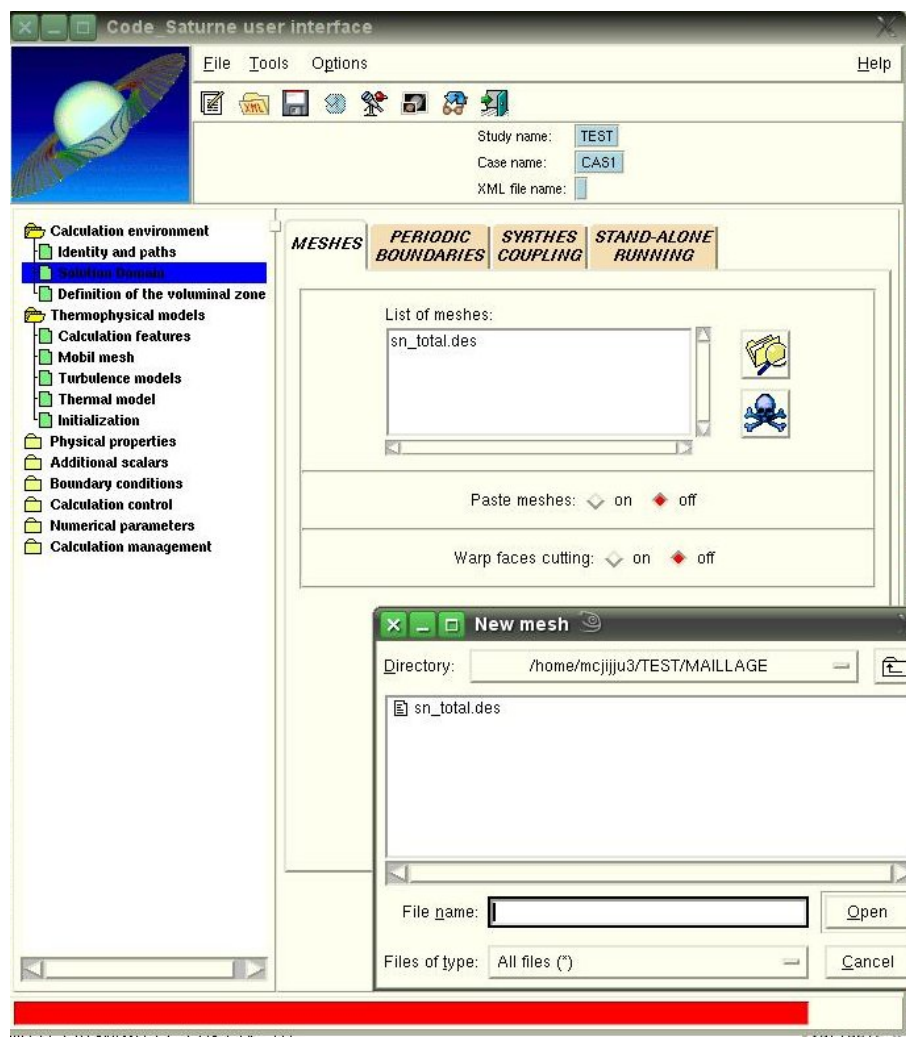 Code_Saturne user interface
File Tools Options Help
Study name: TEST
Case name: CAS1
XML file name:
Calculation environment
Identity and paths
Solution Domain
Definition of the voluminal zone
Thermophysical models
Calculation features
Mobil mesh
Turbulence models
Thermal model
Initialization
Physical properties
Additional scalars
Boundary conditions
Calculation control
Numerical parameters
Calculation management
MESHES
PERIODIC
BOUNDARIES
SYRTHES
COUPLING
STAND-ALONE
RUNNING
List of meshes:
sn_total.des
Paste meshes: on off
Warp faces cutting: on off
New mesh
Directory: /home/mcjijju3/TEST/MAILLAGE
sn_total.des
File name:
Open
Files of type: All files (*)
Cancel